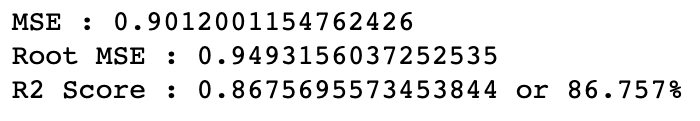 MSE : 0.9012001154762426
Root MSE : 0.9493156037252535
R2 Score : 0.8675695573453844 or 86.757%